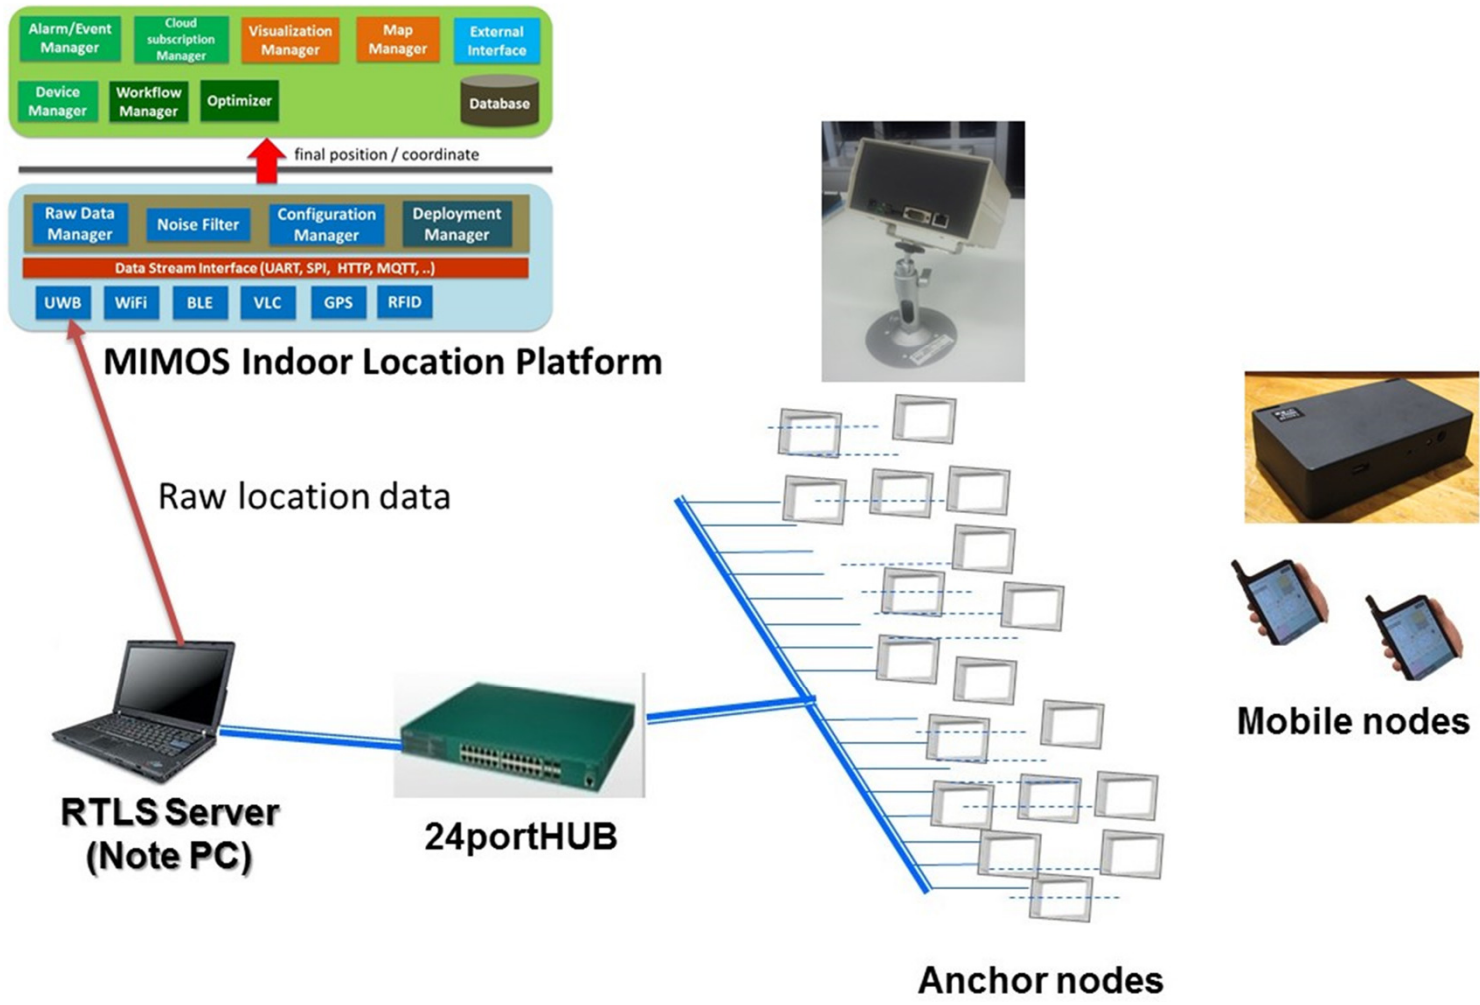 Alarm/Event
Manager
Cloud
subscription
Manager
Visualization
Manager
Map
Manager
External
Interface
Device
Manager
Workflow
Manager
Optimizer
Database
final position / coordinate
Raw Data
Manager
Noise Filter
Configuration
Manager
Deployment
Manager
Data Stream Interface (UART, SPI, HTTP, MQTT, ..)
UWB
WiFi
BLE
VLC
GPS
RFID
MIMOS Indoor Location Platform
Raw location data
RTLS Server
(Note PC)
24portHUB
Mobile nodes
Anchor nodes